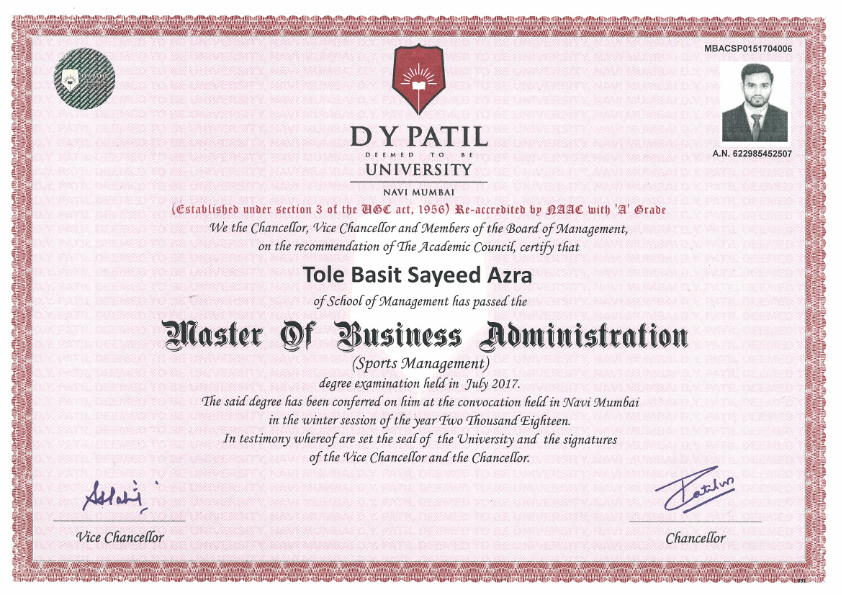 MBACSP0151704006
A.N. 622985452507
D Y PATIL
DEEMED TO BE
UNIVERSITY
NAVI MUMBAI
(Established under section 3 of the UGC act, 1956) Re-accredited by NAAC with 'A' Grade
We the Chancellor, Vice Chancellor and Members of the Board of Management,
on the recommendation of The Academic Council, certify that
Tole Basit Sayeed Azra
of School of Management has passed the
Master Of Business Administration
(Sports Management)
degree examination held in July 2017.
The said degree has been conferred on him at the convocation held in Navi Mumbai
in the winter session of the year Two Thousand Eighteen.
In testimony whereof are set the seal of the University and the signatures
of the Vice Chancellor and the Chancellor.
Vice Chancellor
Chancellor